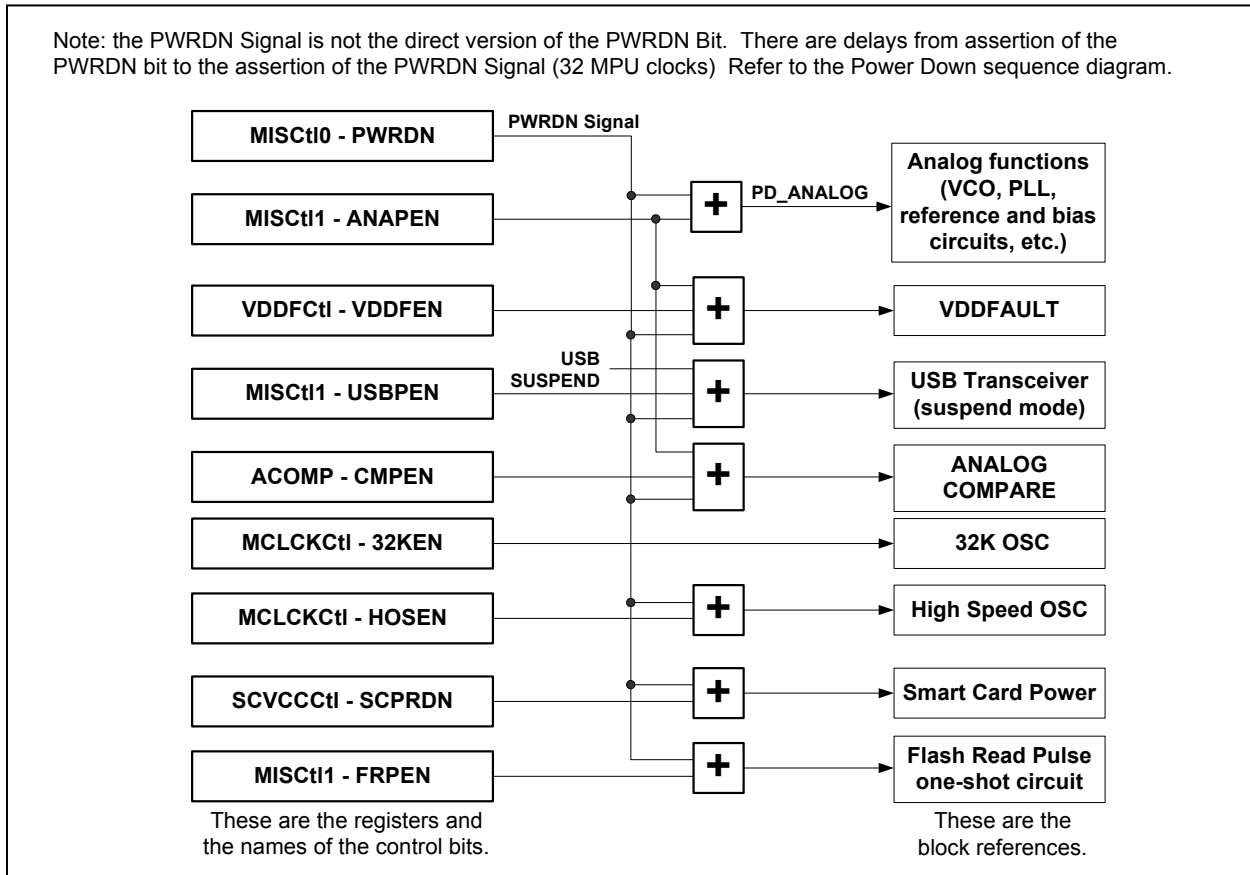 Note: the PWRDN Signal is not the direct version of the PWRDN Bit. There are delays from assertion of the
PWRDN bit to the assertion of the PWRDN Signal (32 MPU clocks) Refer to the Power Down sequence diagram.
MISCtl0 - PWRDN
PWRDN Signal
MISCtl1 - ANAPEN
+
PD_ANALOG
Analog functions
(VCO, PLL,
reference and bias
circuits, etc.)
VDDFCtl - VDDFEN
+
VDDFAULT
MISCtl1 - USBPEN
USB
SUSPEND
+
USB Transceiver
(suspend mode)
ACOMP - CMPEN
+
ANALOG
COMPARE
MCLCKCtl - 32KEN
32K OSC
MCLCKCtl - HOSEN
+
High Speed OSC
SCVCCCtl - SCPRDN
+
Smart Card Power
MISCtl1 - FRPEN
+
Flash Read Pulse
one-shot circuit
These are the registers and
the names of the control bits.
These are the
block references.